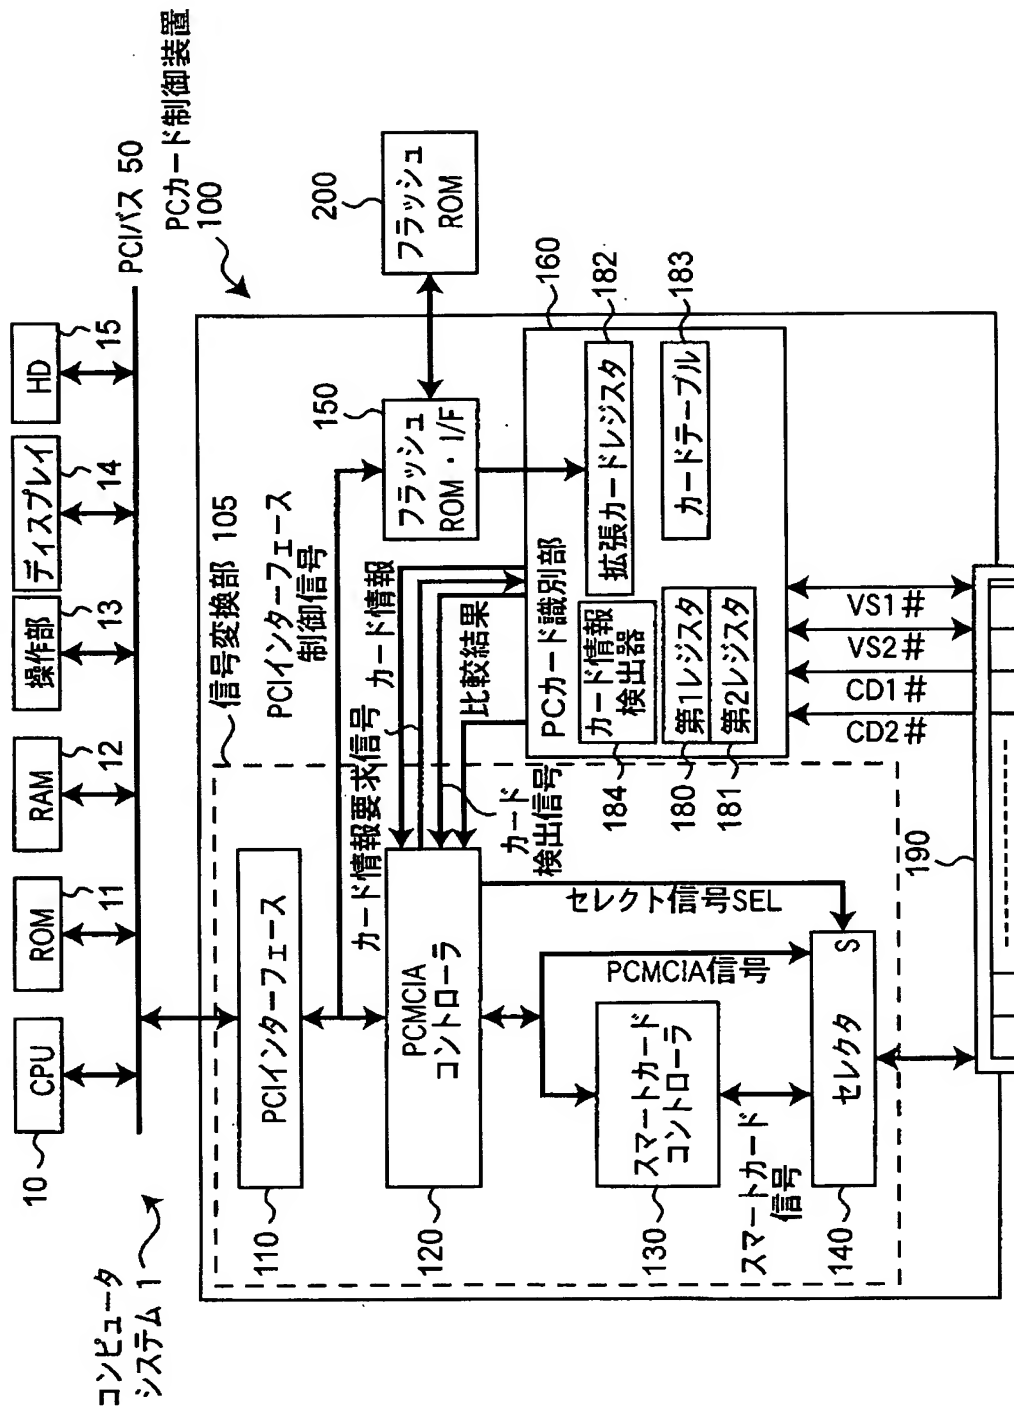 コンピュータ
システム 1
10
CPU
ROM
11
RAM
12
操作部
13
ディスプレイ
14
HD
15
PCIバス 50
PCカード制御装置
100
信号変換部 105
110
PCIインターフェース
PCIインターフェース
制御信号
120
PCMCIA
コントローラ
カード情報要求信号
カード情報
比較結果
カード
検出信号
150
フラッシュ
ROM・I/F
200
フラッシュ
ROM
160
PCカード識別部
184
カード情報
検出器
拡張カードレジスタ
182
180
第1レジスタ
181
第2レジスタ
カードテーブル
183
セレクト信号SEL
PCMCIA信号
130
スマートカード
コントローラ
スマートカード
信号
140
セレクタ
S
190
CD2#
CD1#
VS2#
VS1#